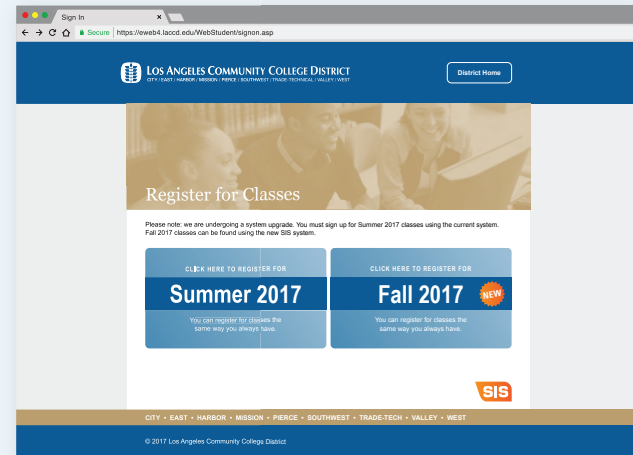 Sign In
Secure https://eweb4.laccd.edu/WebStudent/signon.asp
LOS ANGELES COMMUNITY COLLEGE DISTRICT
CITY / EAST / HARBOR / MISSION / PIERCE / SOUTHWEST / TRADE-TECHNICAL / VALLEY / WEST
District Home
Register for Classes
Please note: we are undergoing a system upgrade. You must sign up for Summer 2017 classes using the current system.
Fall 2017 classes can be found using the new SIS system.
CLICK HERE TO REGISTER FOR
Summer 2017
You can register for classes the
same way you always have.
CLICK HERE TO REGISTER FOR
Fall 2017
NEW
You can register for classes the
same way you always have.
SIS
CITY • EAST • HARBOR • MISSION • PIERCE • SOUTHWEST • TRADE-TECH • VALLEY • WEST
© 2017 Los Angeles Community College District